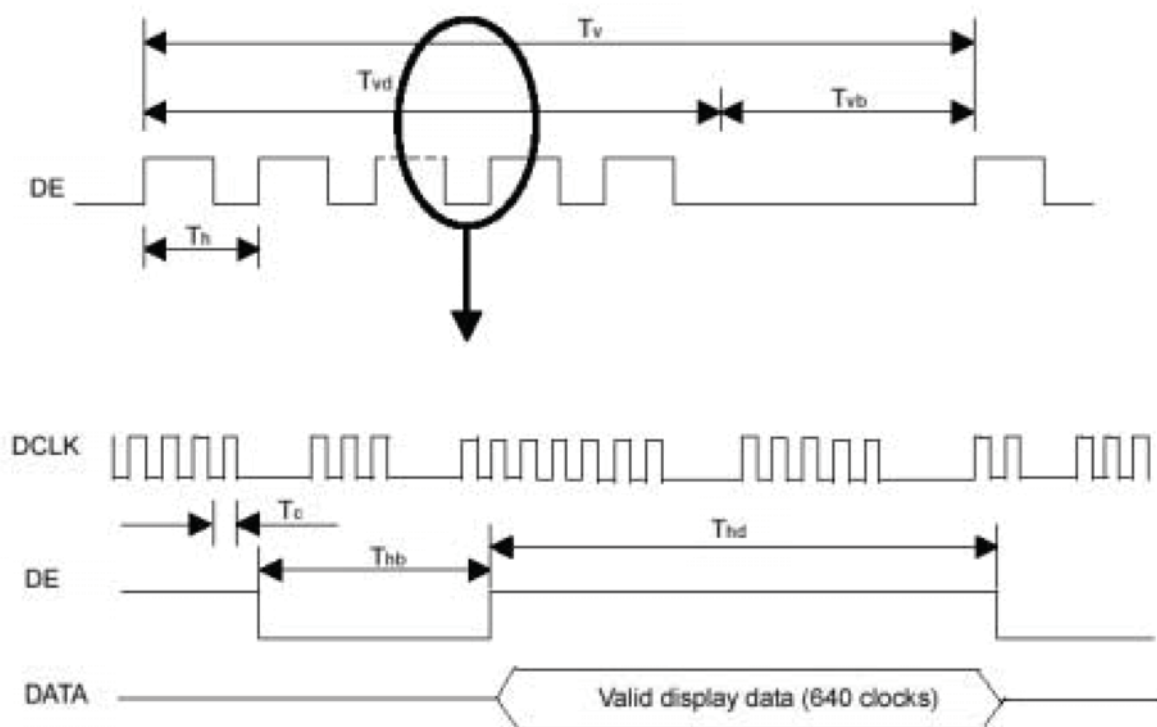 Tv
Tvd
Tvb
DE
Th
DCLK
Tc
Thd
Thb
DE
DATA
Valid display data (640 clocks)